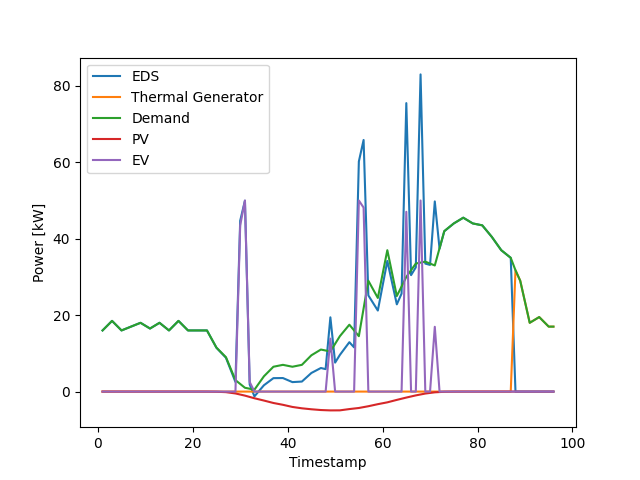 EDS
Thermal Generator
Demand
PV
EV
80
60
40
20
0
Power [kW]
0 20 40 60 80 100
Timestamp